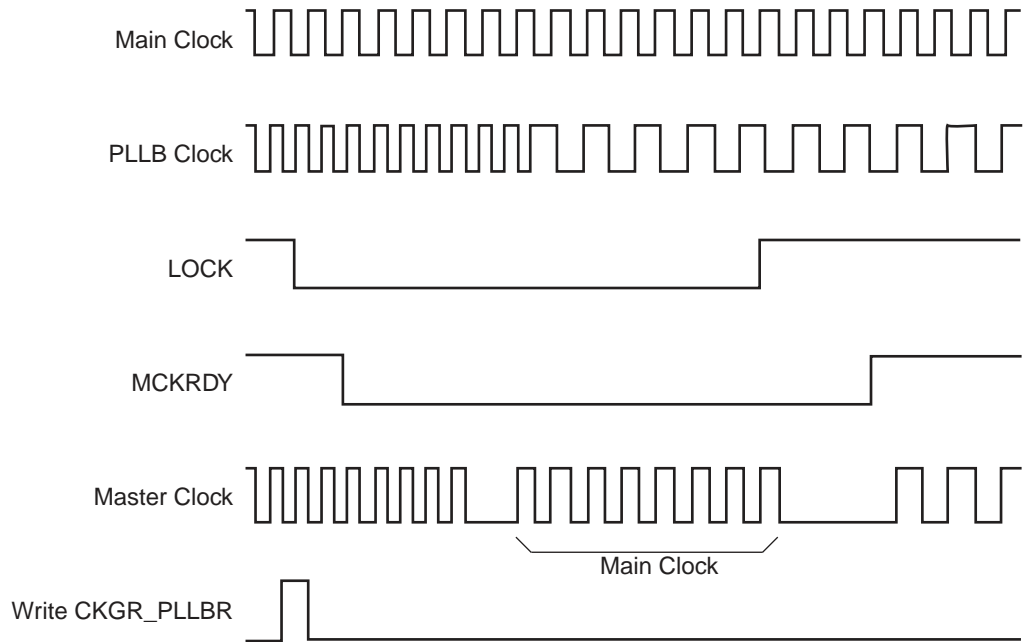 Main Clock
PLLB Clock
LOCK
MCKRDY
Master Clock
Main Clock
Write CKGR_PLLBR